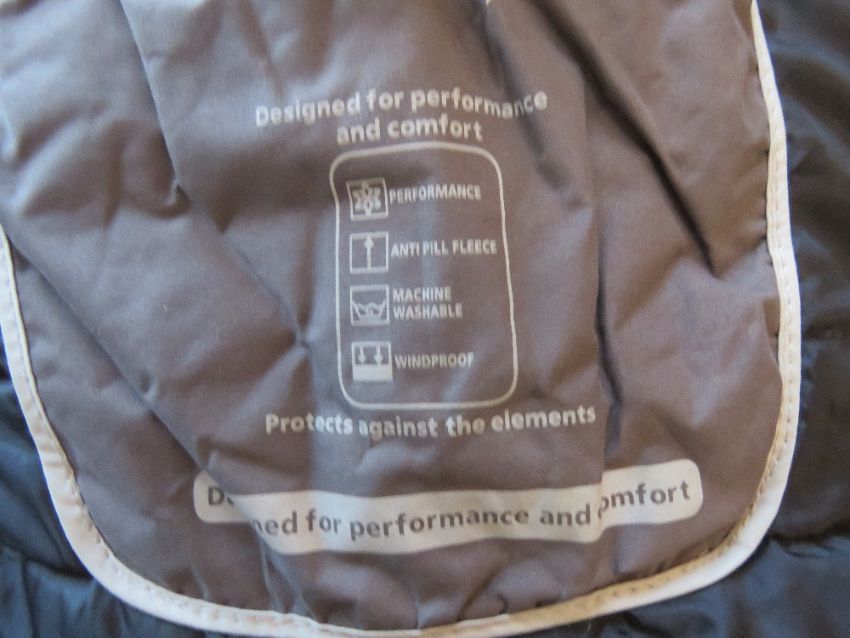 Designed for performance
and comfort
PERFORMANCE
ANTI PILL FLEECE
MACHINE
WASHABLE
WINDPROOF
Protects against the elements
for performance and comfort